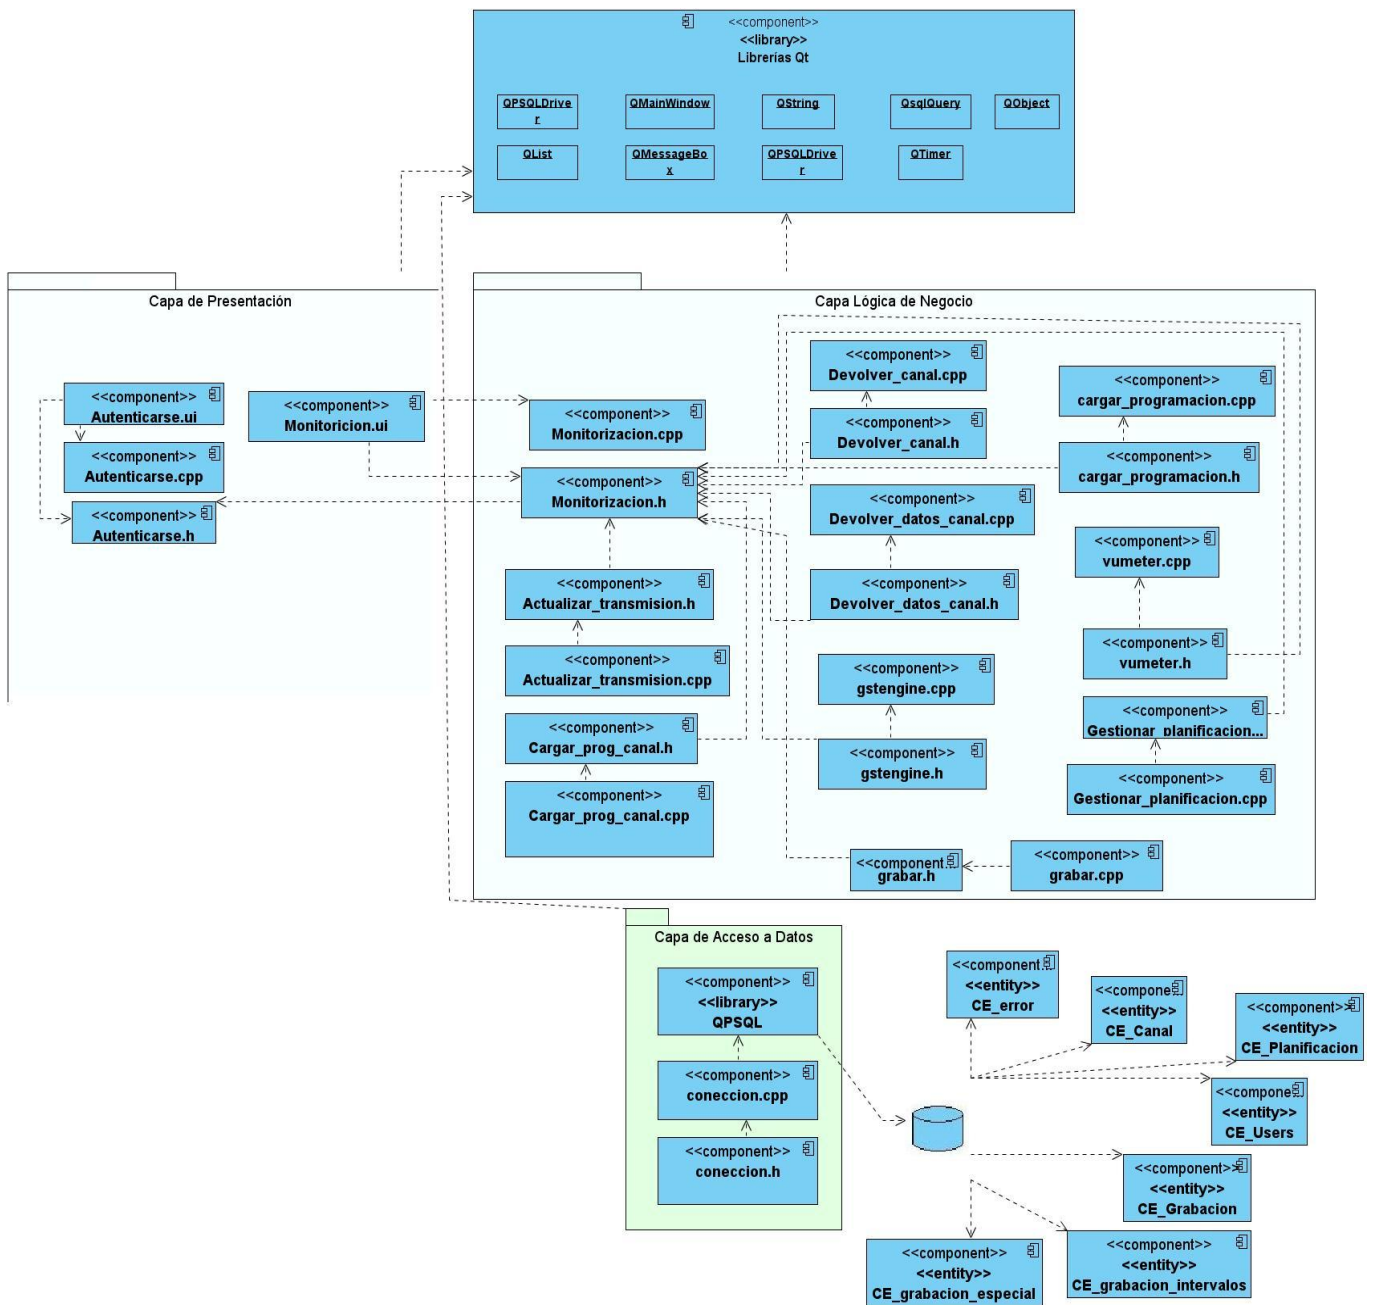 <<component>>
<<library>>
Librerías Qt
QPSQLDrive
r
QMainWindow
QString
QsqlQuery
QObject
QList
QMessageBo
x
QPSQLDrive
r
QTimer
Capa de Presentación
<<component>>
Autenticarse.ui
<<component>>
Monitoricion.ui
<<component>>
Autenticarse.cpp
<<component>>
Autenticarse.h
Capa Lógica de Negocio
<<component>>
Monitorizacion.cpp
<<component>>
Monitorizacion.h
<<component>>
Actualizar_transmision.h
<<component>>
Actualizar_transmision.cpp
<<component>>
Cargar_prog_canal.h
<<component>>
Cargar_prog_canal.cpp
<<component>>
Devolver_canal.cpp
<<component>>
Devolver_canal.h
<<component>>
Devolver_datos_canal.cpp
<<component>>
Devolver_datos_canal.h
<<component>>
gstengine.cpp
<<component>>
gstengine.h
<<component>>
cargar_programacion.cpp
<<component>>
cargar_programacion.h
<<component>>
vumeter.cpp
<<component>>
vumeter.h
<<component>>
Gestionar_planificacion...
<<component>>
Gestionar_planificacion.cpp
<<component...
grabar.h
<<component>>
grabar.cpp
Capa de Acceso a Datos
<<component>>
<<library>>
QPSQL
<<component>>
coneccion.cpp
<<component>>
coneccion.h
<<component...
<<entity>>
CE_error
<<compone...
<<entity>>
CE_Canal
<<component>>
<<entity>>
CE_Planificacion
<<compone...
<<entity>>
CE_Users
<<component>>
<<entity>>
CE_Grabacion
<<component>>
<<entity>>
CE_grabacion_especial
<<component>>
<<entity>>
CE_grabacion_intervalos